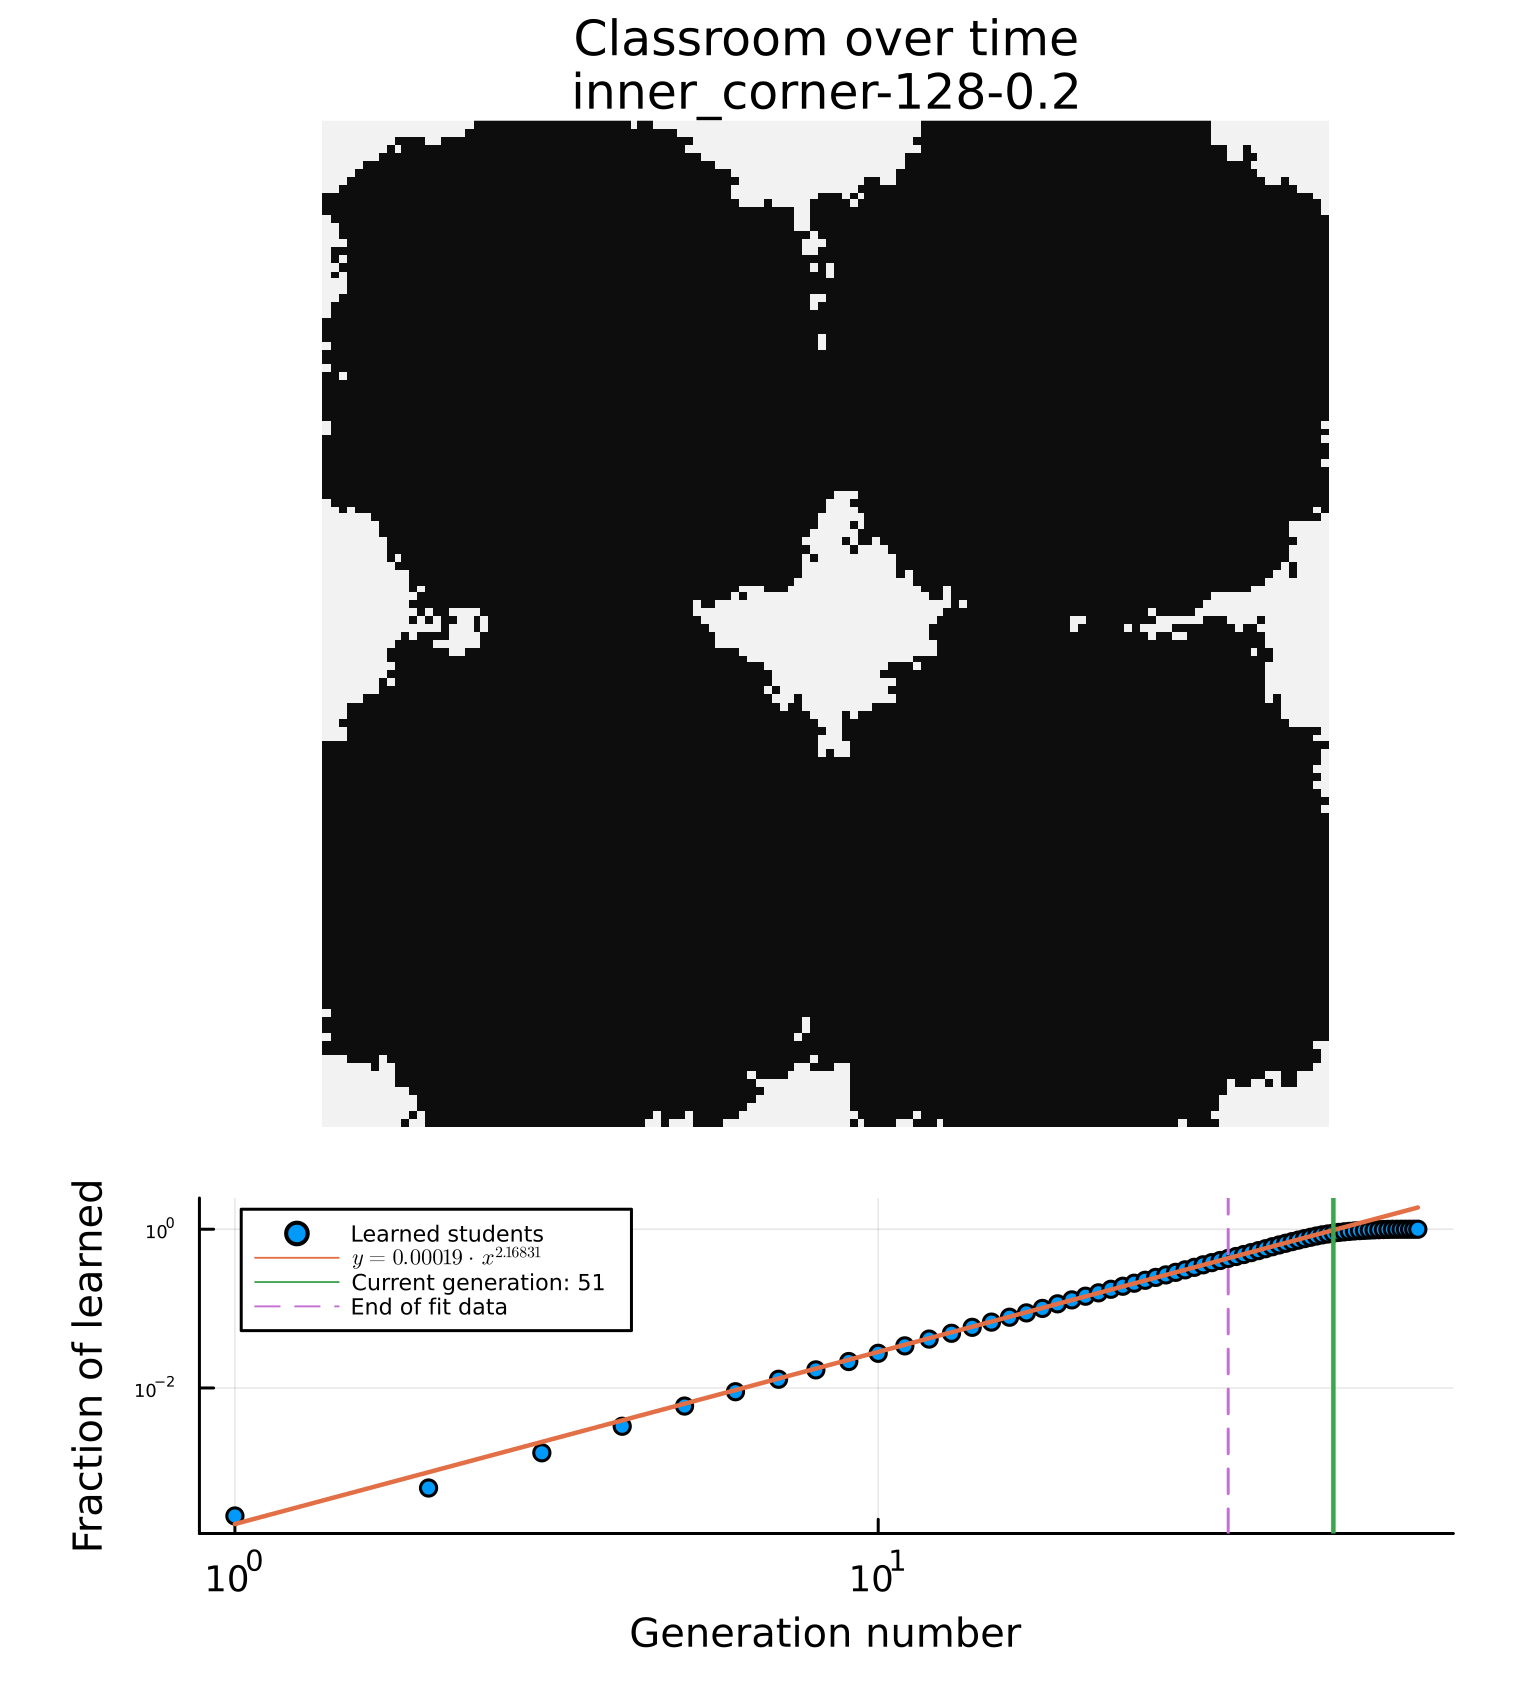 Classroom over time
inner_corner-128-0.2
Fraction of learned
10^0
10^−2
Learned students
y = 0.00019 · x^2.16831
Current generation: 51
End of fit data
10^0
10^1
Generation number